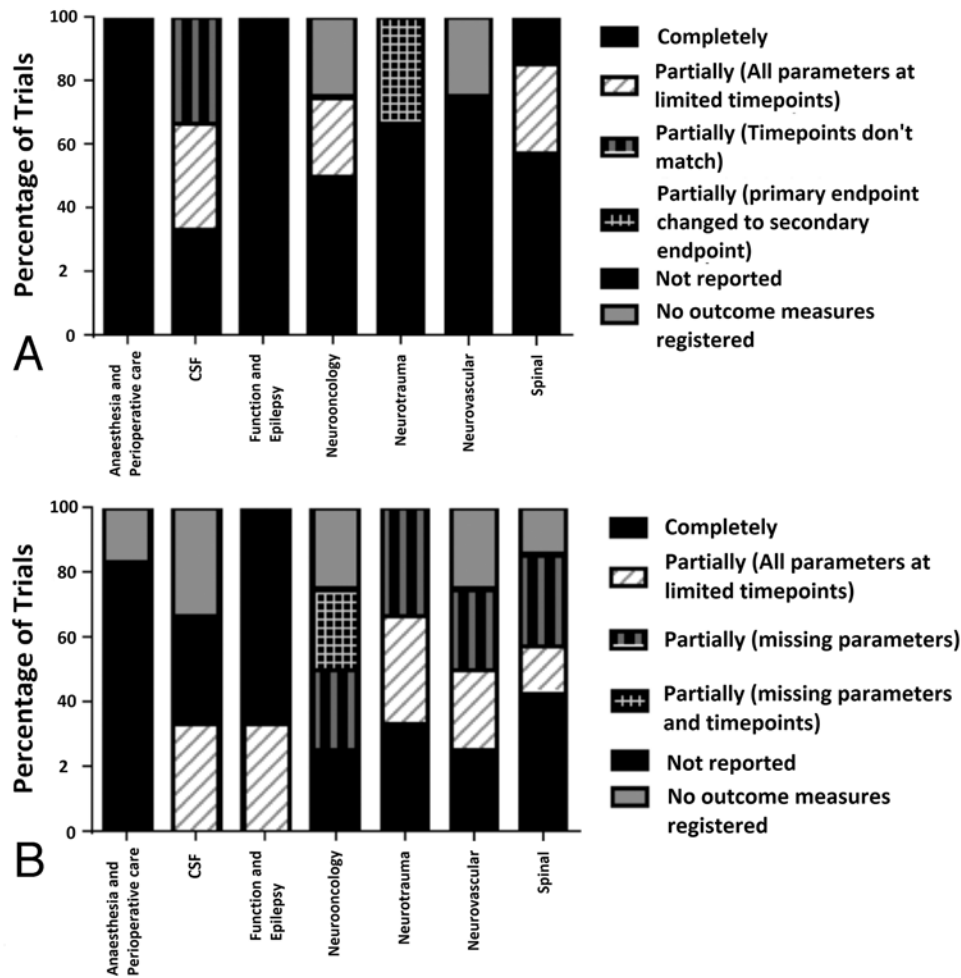 A
Percentage of Trials
100
80
60
40
2
0
Anaesthesia and
Perioperative care
CSF
Function and
Epilepsy
Neurooncology
Neurotrauma
Neurovascular
Spinal
Completely
Partially (All parameters at
limited timepoints)
Partially (Timepoints don't
match)
Partially (primary endpoint
changed to secondary
endpoint)
Not reported
No outcome measures
registered
B
Percentage of Trials
100
80
60
40
2
0
Anaesthesia and
Perioperative care
CSF
Function and
Epilepsy
Neurooncology
Neurotrauma
Neurovascular
Spinal
Completely
Partially (All parameters at
limited timepoints)
Partially (missing parameters)
Partially (missing parameters
and timepoints)
Not reported
No outcome measures
registered